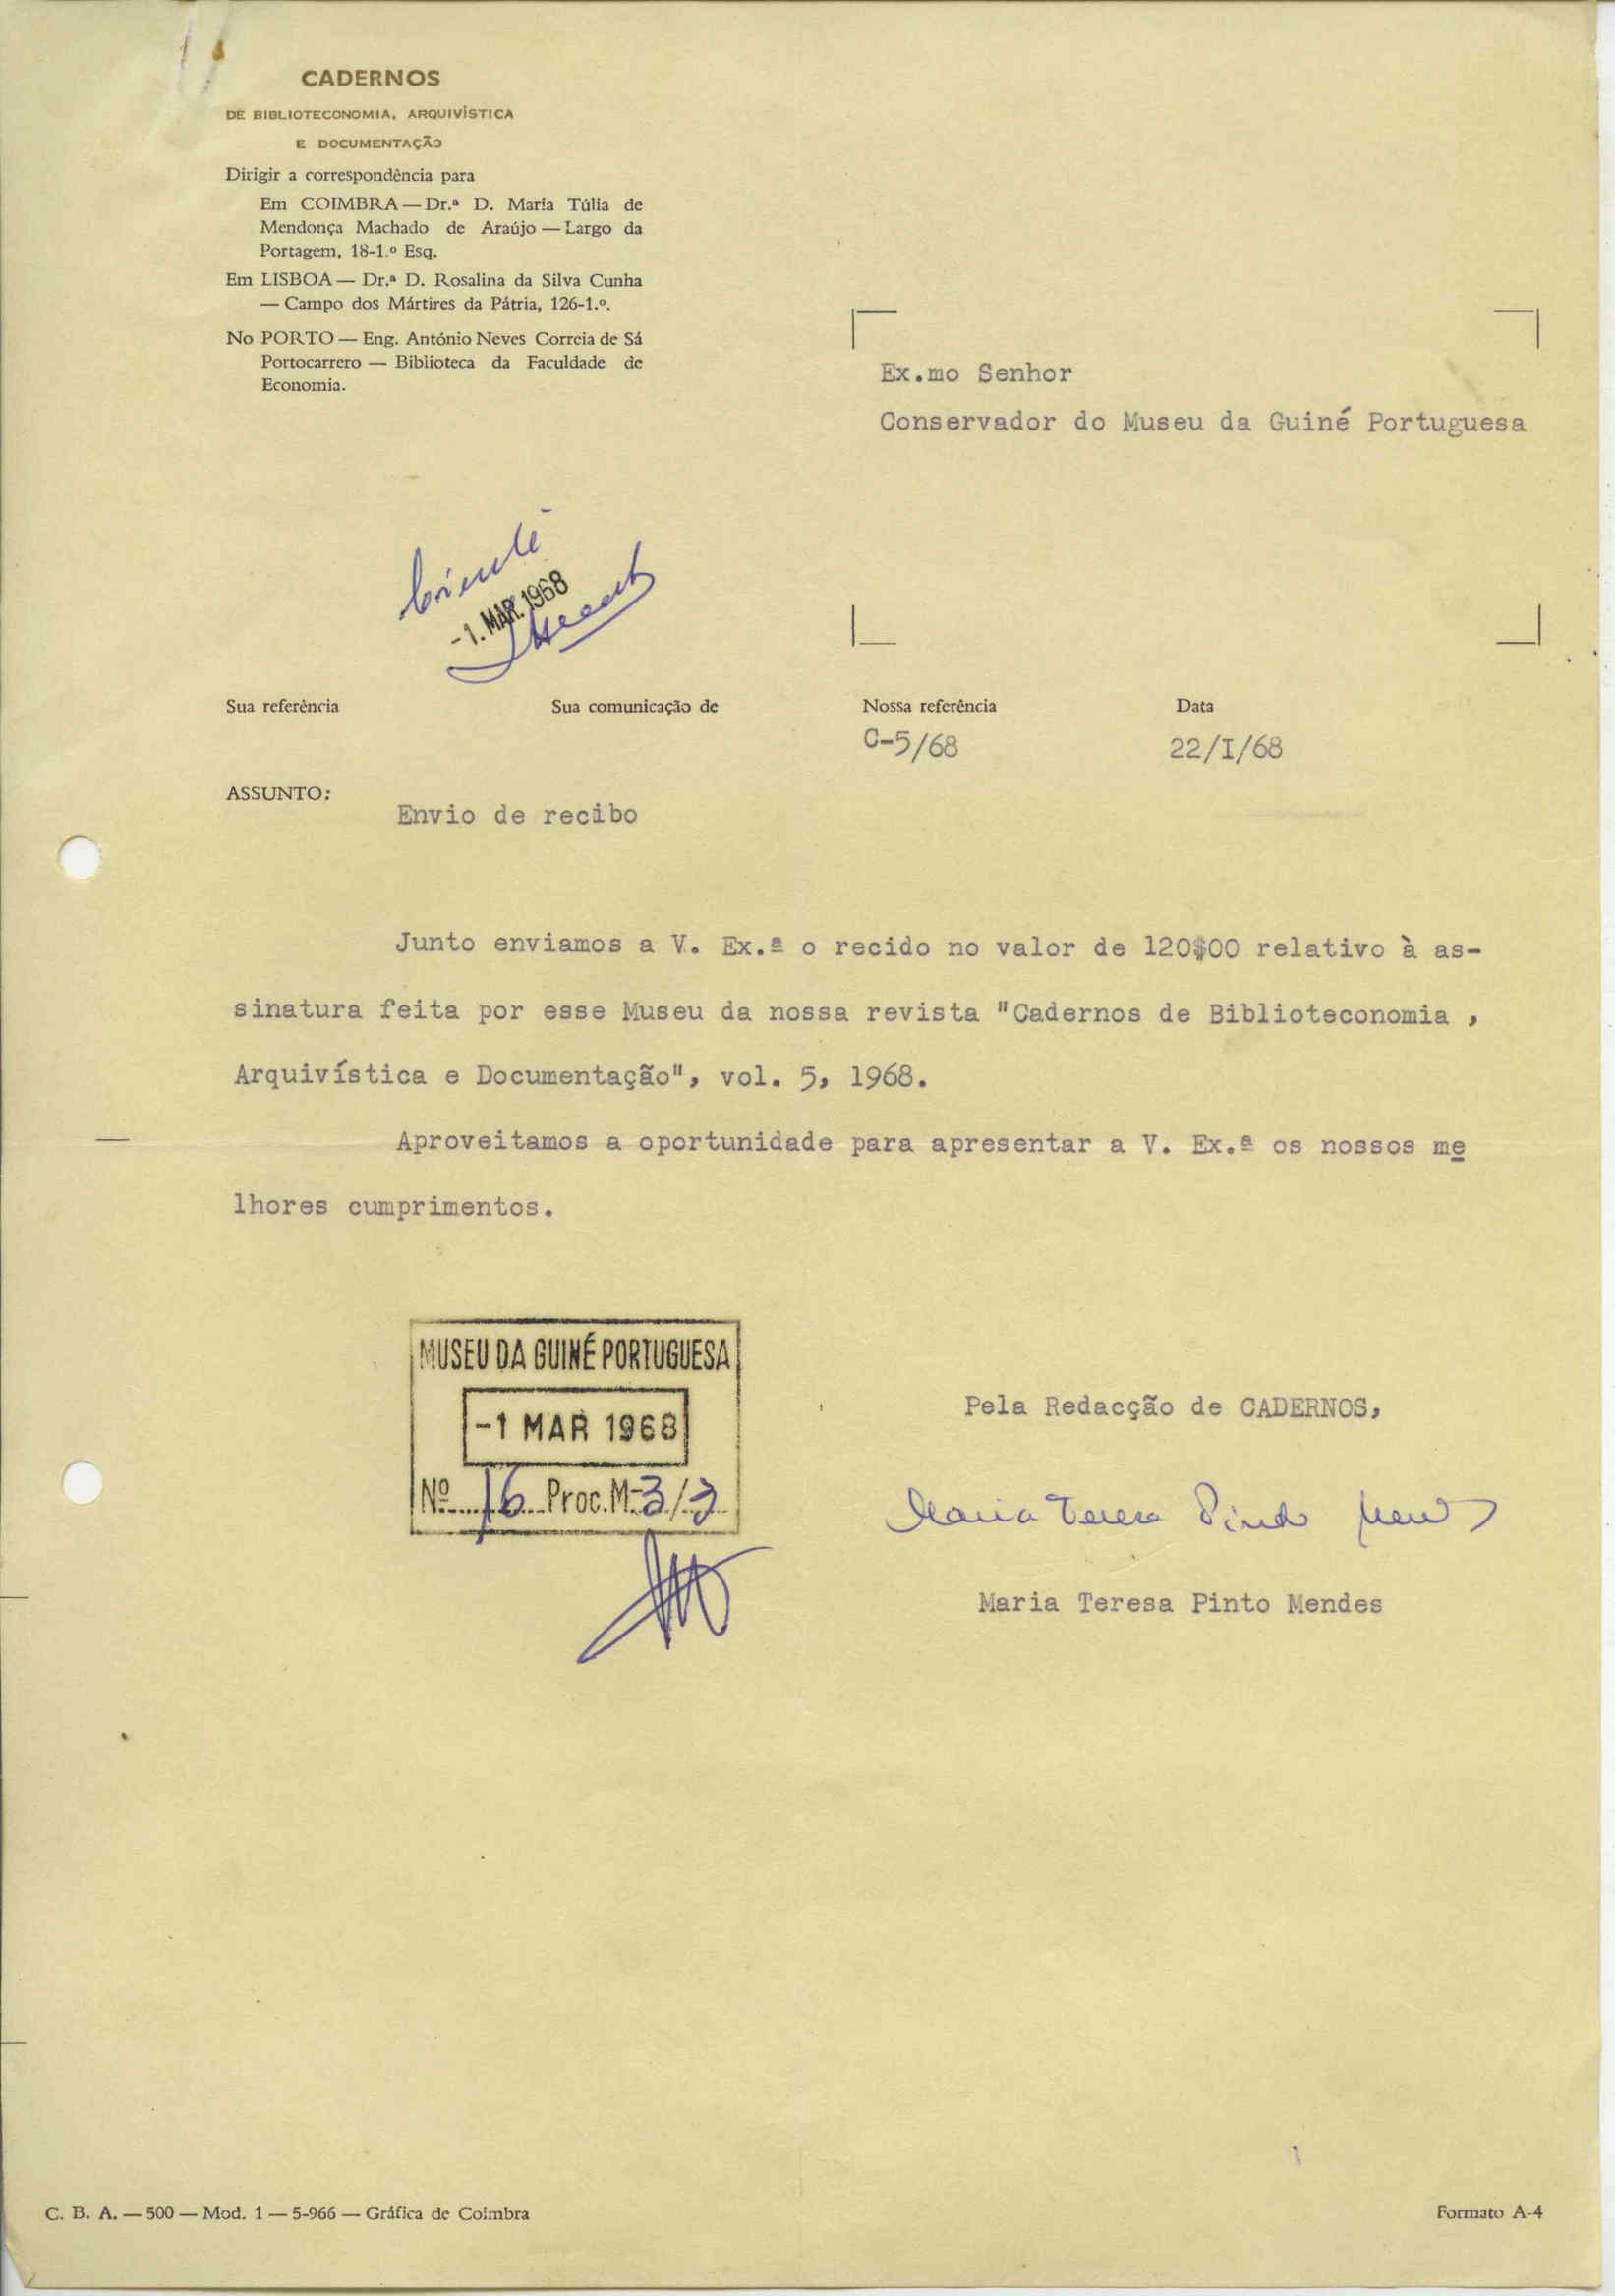 CADERNOS
DE BIBLIOTECONOMIA, ARQUIVÍSTICA
E DOCUMENTAÇÃO
Dirigir a correspondência para
Em COIMBRA — Dr.ª D. Maria Túlia de
Mendonça Machado de Araújo — Largo da
Portagem, 18-1.º Esq.
Em LISBOA — Dr.ª D. Rosalina da Silva Cunha
— Campo dos Mártires da Pátria, 126-1.º.
No PORTO — Eng. António Neves Correia de Sá
Portocarrero — Biblioteca da Faculdade de
Economia.
Ex.mo Senhor
Conservador do Museu da Guiné Portuguesa
-1. MAR. 1968
Sua referência Sua comunicação de Nossa referência Data
C-5/68 22/I/68
ASSUNTO:
Envio de recibo
Junto enviamos a V. Ex.ª o recido no valor de 120$00 relativo à as-
sinatura feita por esse Museu da nossa revista "Cadernos de Biblioteconomia ,
Arquivística e Documentação", vol. 5, 1968.
Aproveitamos a oportunidade para apresentar a V. Ex.ª os nossos me
lhores cumprimentos.
MUSEU DA GUINÉ PORTUGUESA
-1 MAR 1968
Nº 16 Proc. M-3/3
Pela Redacção de CADERNOS,
Maria Teresa Pinto Mendes
Maria Teresa Pinto Mendes
C. B. A. — 500 — Mod. 1 — 5-966 — Gráfica de Coimbra
Formato A-4